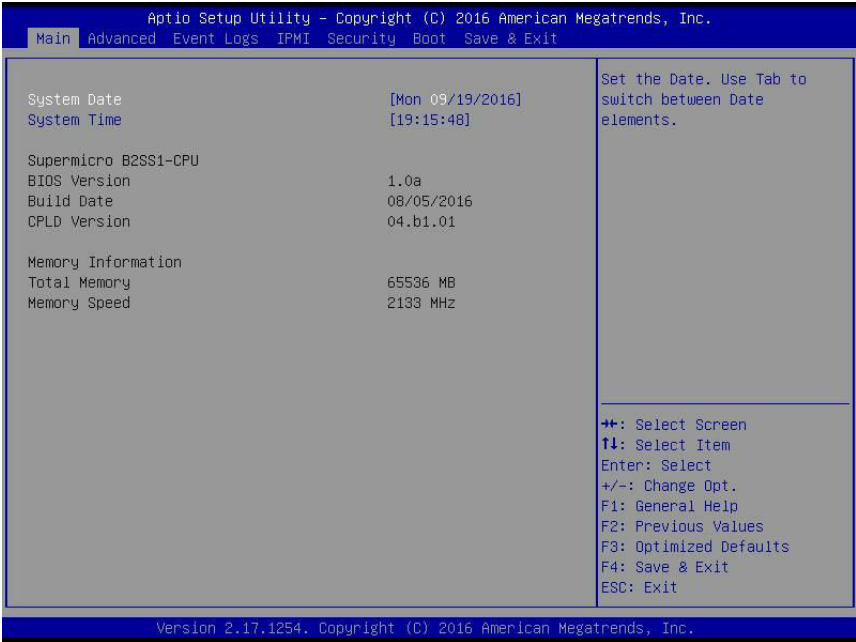 Aptio Setup Utility – Copyright (C) 2016 American Megatrends, Inc.
Main Advanced Event Logs IPMI Security Boot Save & Exit
System Date [Mon 09/19/2016]
System Time [19:15:48]
Supermicro B2SS1-CPU
BIOS Version 1.0a
Build Date 08/05/2016
CPLD Version 04.b1.01
Memory Information
Total Memory 65536 MB
Memory Speed 2133 MHz
Set the Date. Use Tab to
switch between Date
elements.
→←: Select Screen
↑↓: Select Item
Enter: Select
+/-: Change Opt.
F1: General Help
F2: Previous Values
F3: Optimized Defaults
F4: Save & Exit
ESC: Exit
Version 2.17.1254. Copyright (C) 2016 American Megatrends, Inc.